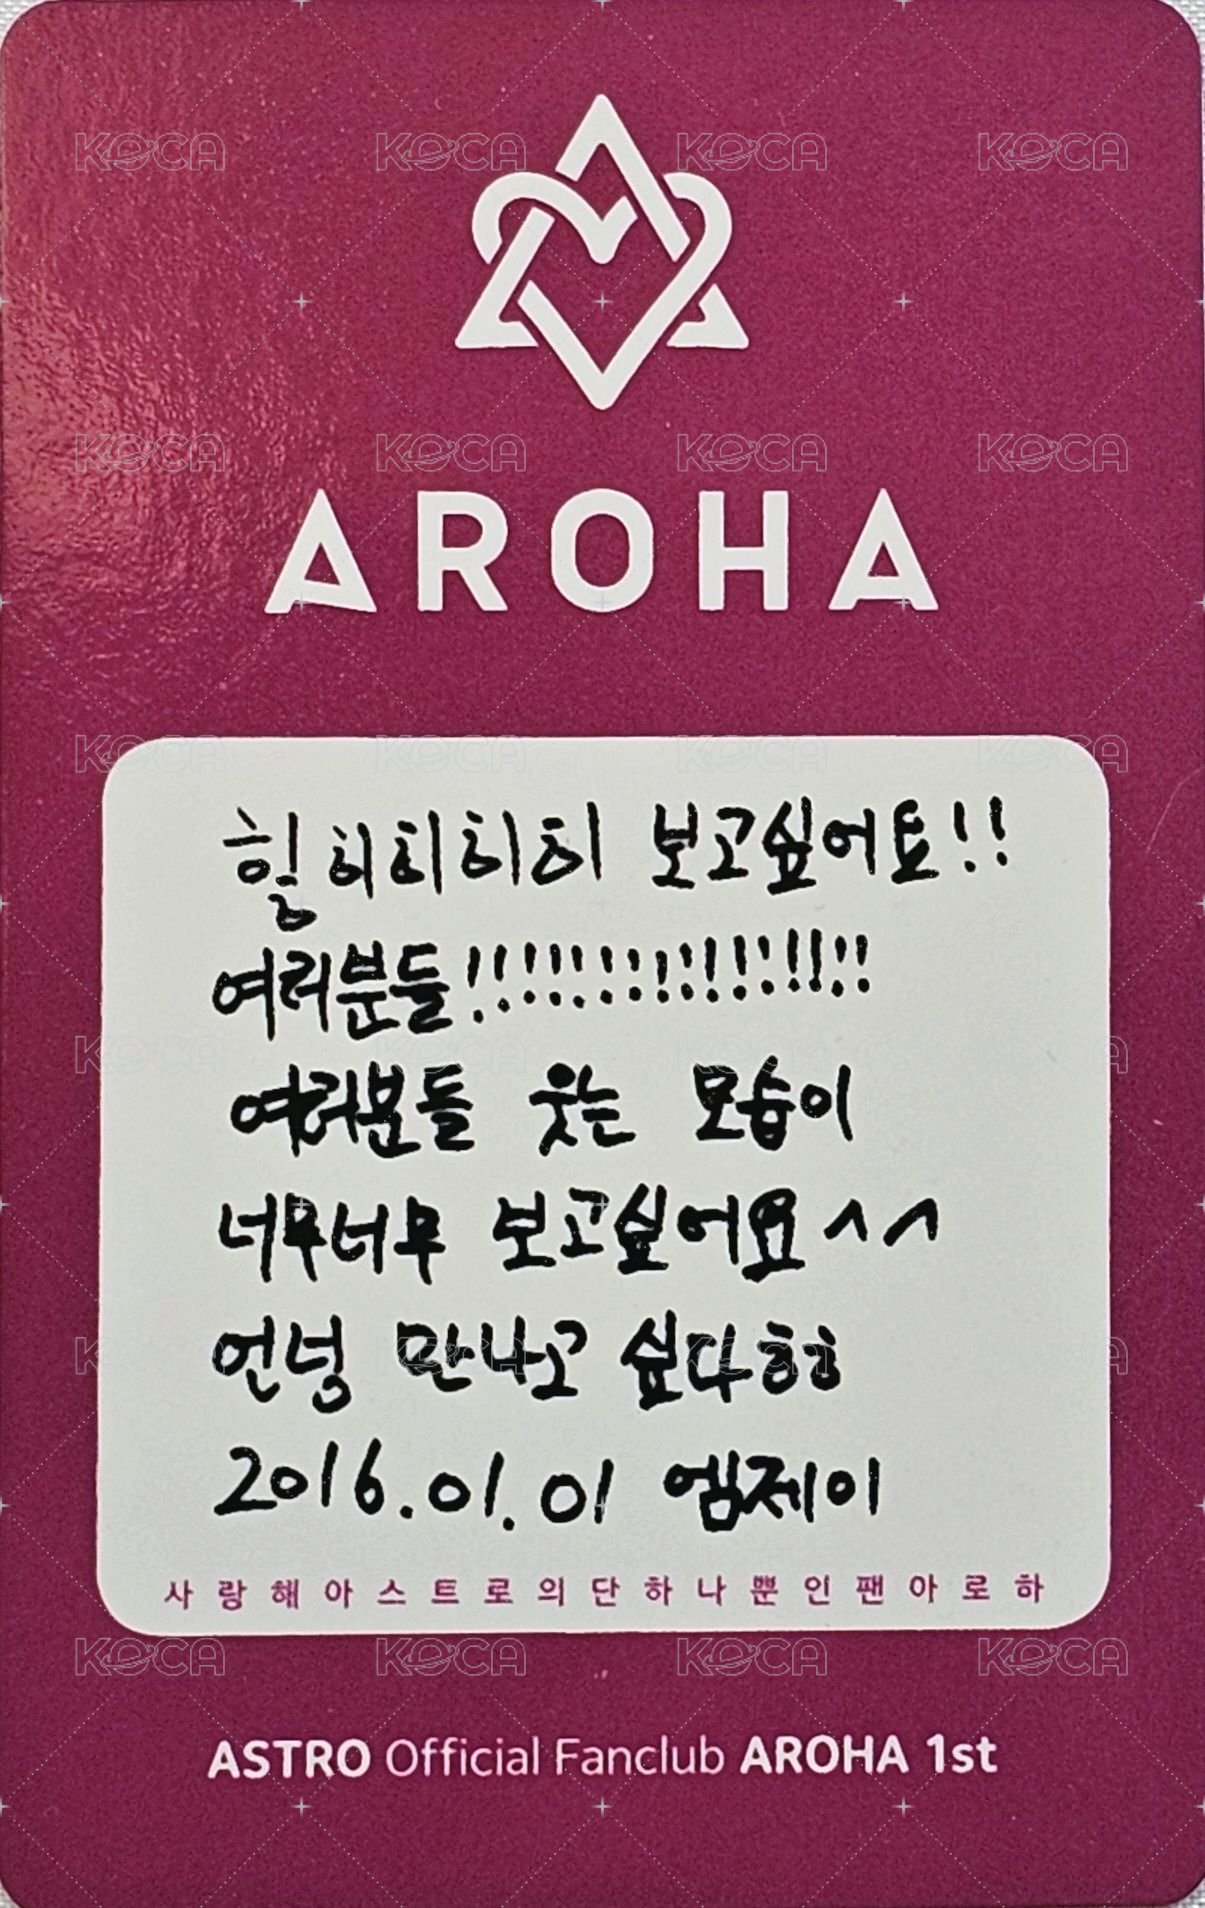 AROHA
힝히히히히 보고싶어요!!
여러분들!!!!!!!!!!!!!!!
여러분들 웃는 모습이
너무너무 보고싶어요^^
언넝 만나고 싶다ㅎㅎ
2016.01.01 엠제이
사랑해아스트로의단하나뿐인팬아로하
ASTRO Official Fanclub AROHA 1st
KOCA